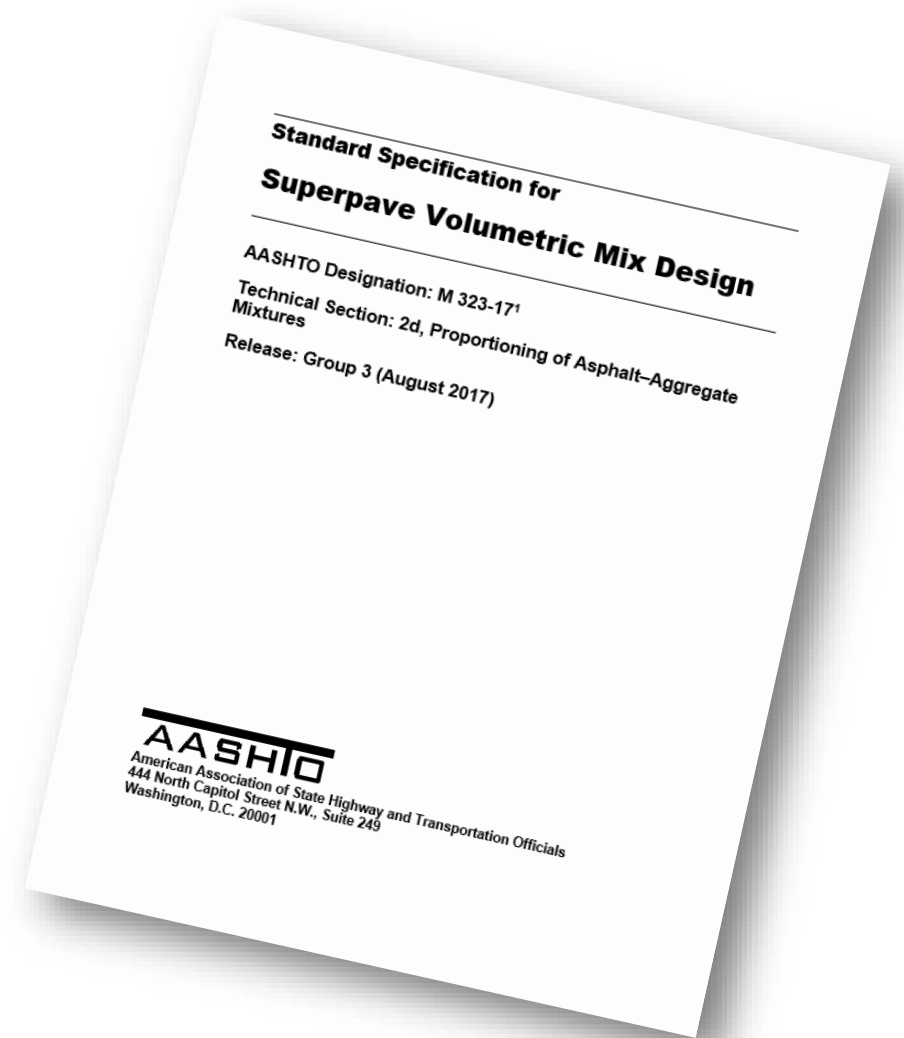 Standard Specification for
Superpave Volumetric Mix Design
AASHTO Designation: M 323-17¹
Technical Section: 2d, Proportioning of Asphalt–Aggregate
Mixtures
Release: Group 3 (August 2017)
AASHTO
American Association of State Highway and Transportation Officials
444 North Capitol Street N.W., Suite 249
Washington, D.C. 20001